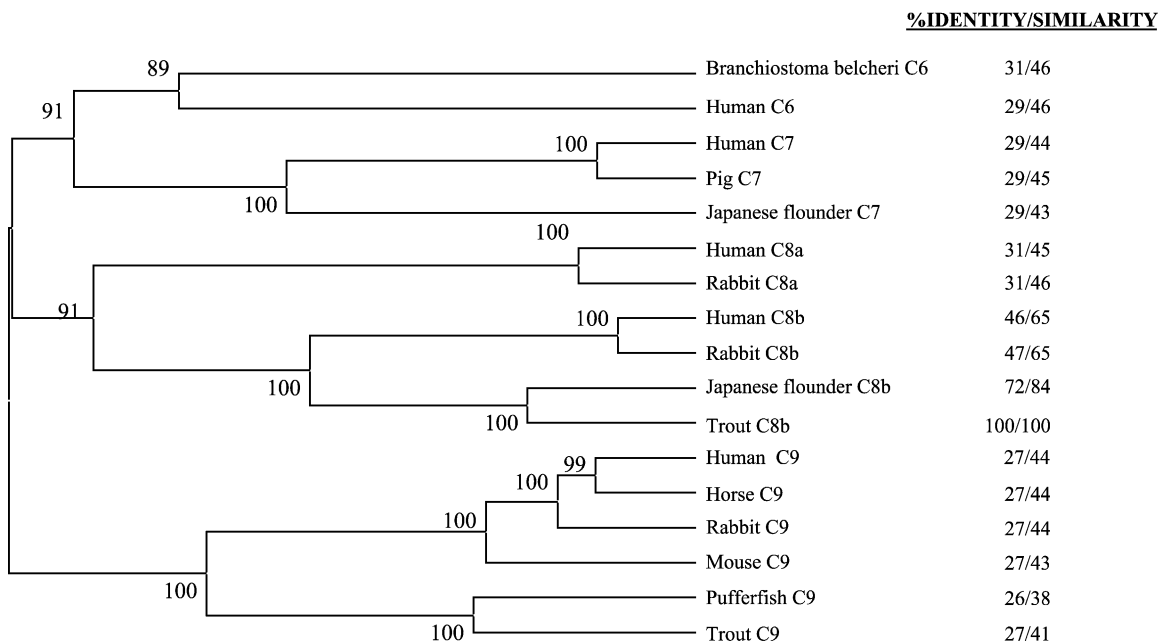 %IDENTITY/SIMILARITY
89
Branchiostoma belcheri C6 31/46
91
Human C6 29/46
100
Human C7 29/44
Pig C7 29/45
100
Japanese flounder C7 29/43
100
Human C8a 31/45
Rabbit C8a 31/46
91
100
Human C8b 46/65
Rabbit C8b 47/65
100
Japanese flounder C8b 72/84
100
Trout C8b 100/100
99
Human C9 27/44
100
Horse C9 27/44
100
Rabbit C9 27/44
Mouse C9 27/43
100
Pufferfish C9 26/38
100
Trout C9 27/41